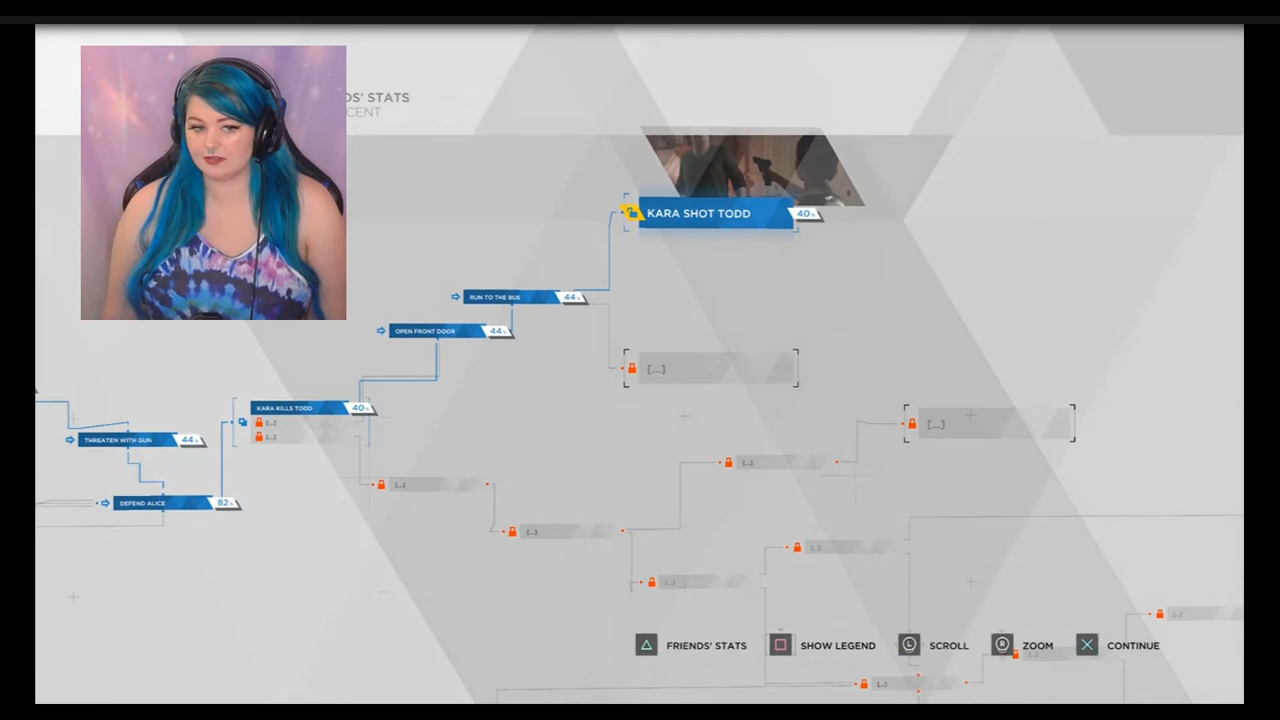 DS' STATS
CENT
KARA SHOT TODD 40%
RUN TO THE BUS 44%
OPEN FRONT DOOR 44%
[...]
KARA KILLS TODD 40%
[...]
[...]
[...]
THREATEN WITH GUN 44%
[...]
[...]
DEFEND ALICE 82%
[...]
[...]
[...]
[...]
FRIENDS' STATS
SHOW LEGEND
L SCROLL
R ZOOM
CONTINUE
[...]
[...]